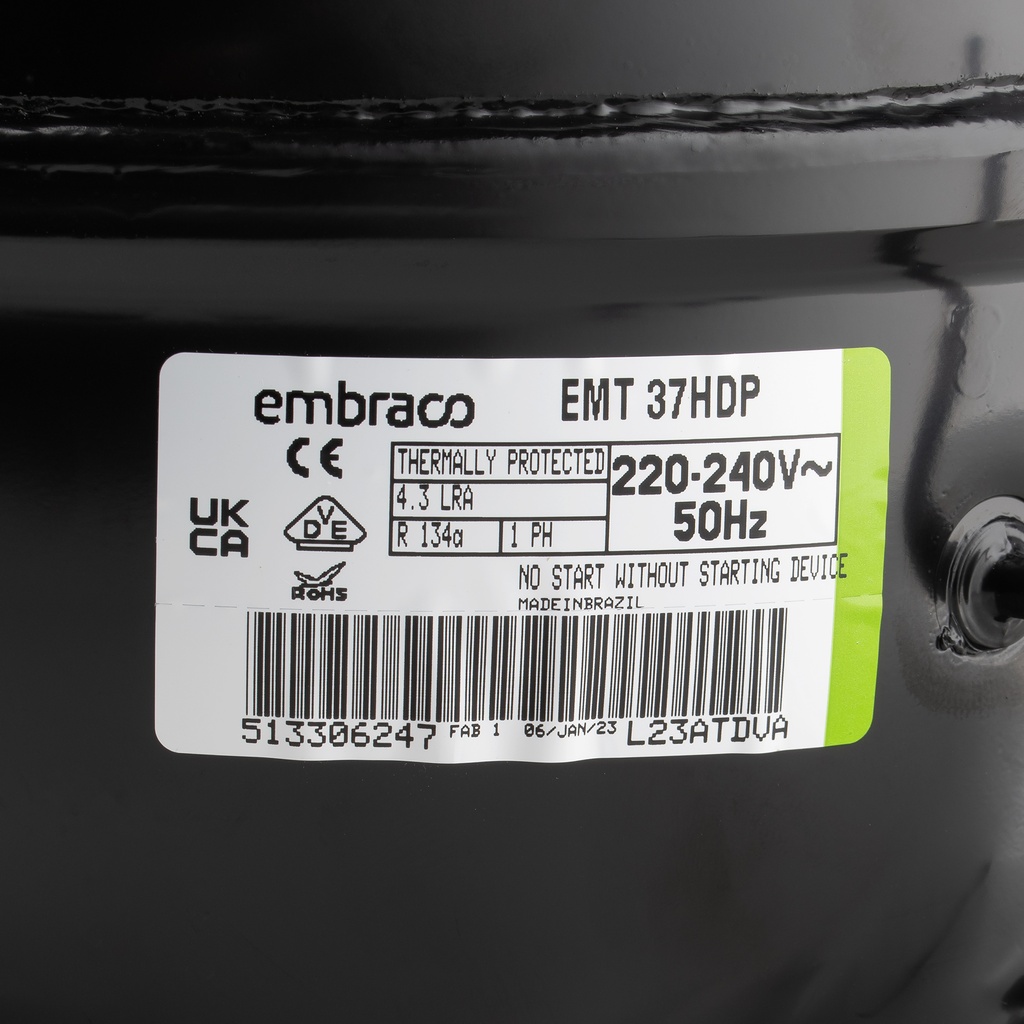 embraco EMT 37HDP
CE
THERMALLY PROTECTED
220-240V~
4.3 LRA
50Hz
UK
CA
VDE
R 134a 1 PH
NO START WITHOUT STARTING DEVICE
RoHS
MADEINBRAZIL
513306247 FAB 1 06/JAN/23 L23ATDVA